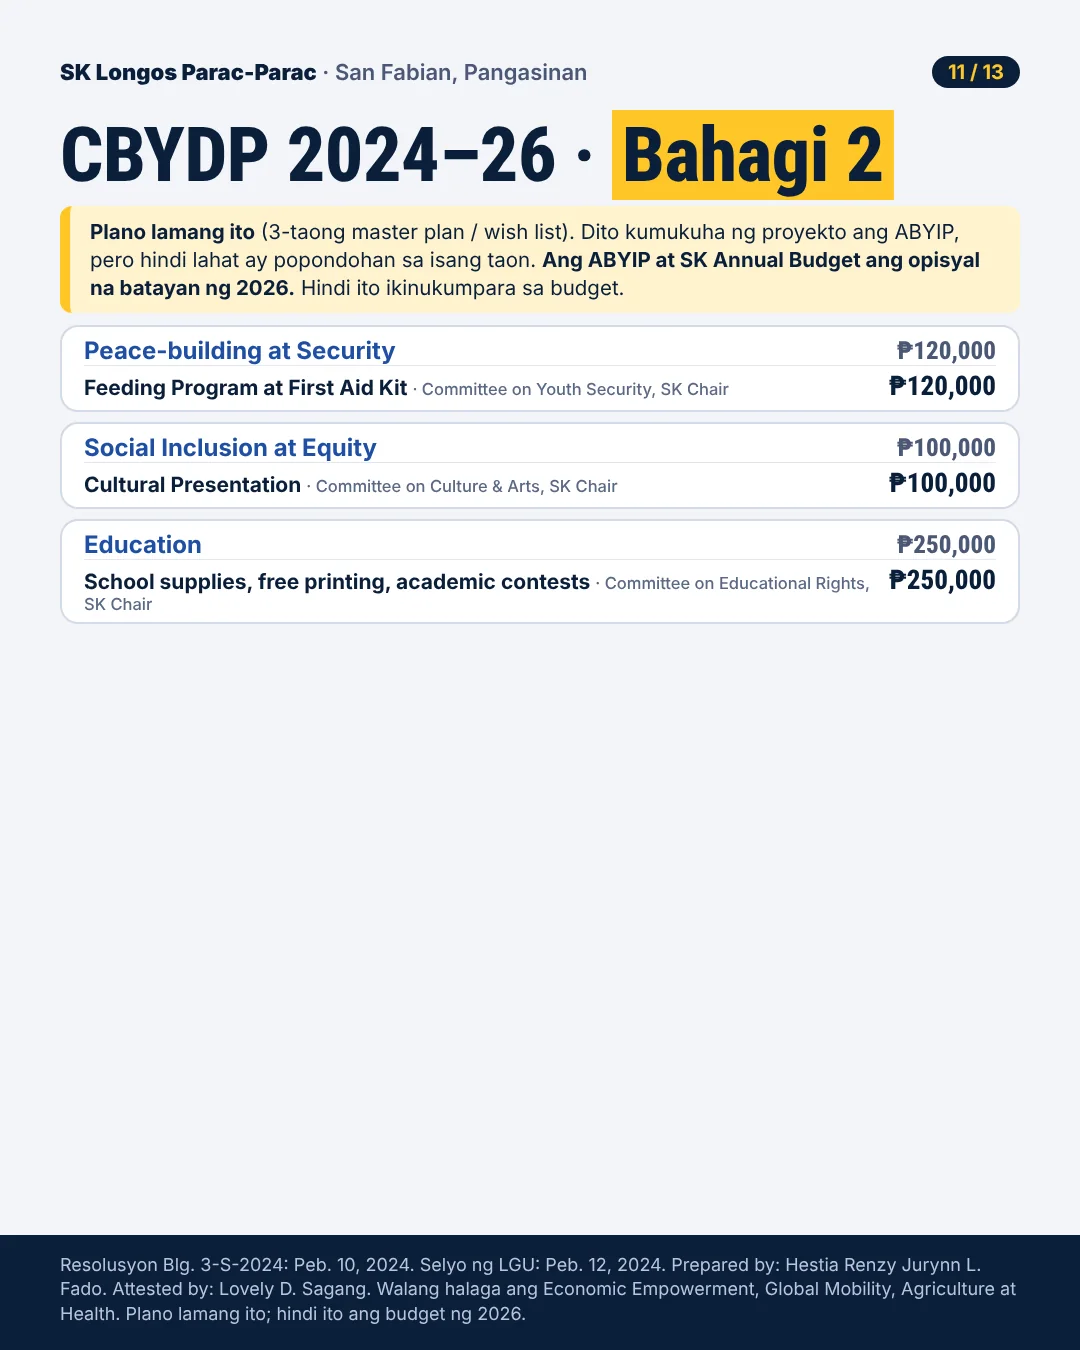 SK Longos Parac-Parac · San Fabian, Pangasinan
11 / 13
CBYDP 2024–26 · Bahagi 2
Plano lamang ito (3-taong master plan / wish list). Dito kumukuha ng proyekto ang ABYIP,
pero hindi lahat ay popondohan sa isang taon. Ang ABYIP at SK Annual Budget ang opisyal
na batayan ng 2026. Hindi ito ikinukumpara sa budget.
Peace-building at Security ₱120,000
Feeding Program at First Aid Kit · Committee on Youth Security, SK Chair ₱120,000
Social Inclusion at Equity ₱100,000
Cultural Presentation · Committee on Culture & Arts, SK Chair ₱100,000
Education ₱250,000
School supplies, free printing, academic contests · Committee on Educational Rights, ₱250,000
SK Chair
Resolusyon Blg. 3-S-2024: Peb. 10, 2024. Selyo ng LGU: Peb. 12, 2024. Prepared by: Hestia Renzy Jurynn L.
Fado. Attested by: Lovely D. Sagang. Walang halaga ang Economic Empowerment, Global Mobility, Agriculture at
Health. Plano lamang ito; hindi ito ang budget ng 2026.